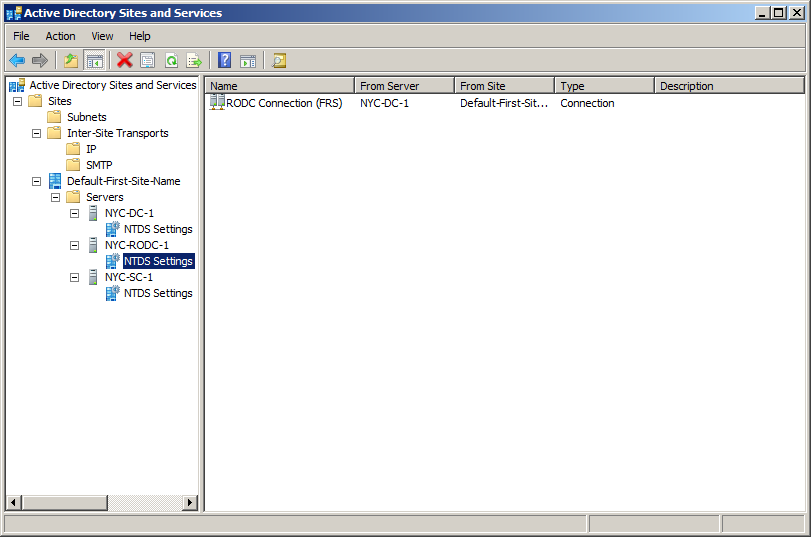 Active Directory Sites and Services
File Action View Help
Active Directory Sites and Services
Sites
Subnets
Inter-Site Transports
IP
SMTP
Default-First-Site-Name
Servers
NYC-DC-1
NTDS Settings
NYC-RODC-1
NTDS Settings
NYC-SC-1
NTDS Settings
Name From Server From Site Type Description
RODC Connection (FRS) NYC-DC-1 Default-First-Sit... Connection